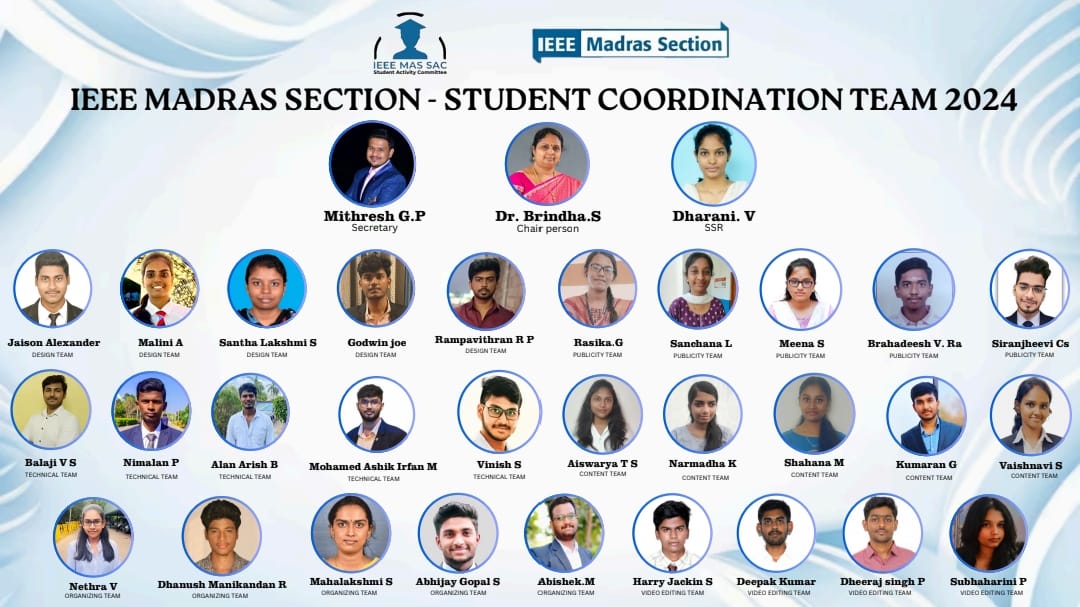 IEEE MAS SAC
Student Activity Committee
IEEE Madras Section
IEEE MADRAS SECTION - STUDENT COORDINATION TEAM 2024
Mithresh G.P
Secretary
Dr. Brindha.S
Chair person
Dharani. V
SSR
Jaison Alexander
DESIGN TEAM
Malini A
DESIGN TEAM
Santha Lakshmi S
DESIGN TEAM
Godwin joe
DESIGN TEAM
Rampavithran R P
DESIGN TEAM
Rasika.G
PUBLICITY TEAM
Sanchana L
PUBLICITY TEAM
Meena S
PUBLICITY TEAM
Brahadeesh V. Ra
PUBLICITY TEAM
Siranjheevi Cs
PUBLICITY TEAM
Balaji V S
TECHNICAL TEAM
Nimalan P
TECHNICAL TEAM
Alan Arish B
TECHNICAL TEAM
Mohamed Ashik Irfan M
TECHNICAL TEAM
Vinish S
TECHNICAL TEAM
Aiswarya T S
CONTENT TEAM
Narmadha K
CONTENT TEAM
Shahana M
CONTENT TEAM
Kumaran G
CONTENT TEAM
Vaishnavi S
CONTENT TEAM
Nethra V
ORGANIZING TEAM
Dhanush Manikandan R
ORGANIZING TEAM
Mahalakshmi S
ORGANIZING TEAM
Abhijay Gopal S
ORGANIZING TEAM
Abishek.M
ORGANIZING TEAM
Harry Jackin S
VIDEO EDITING TEAM
Deepak Kumar
VIDEO EDITING TEAM
Dheeraj singh P
VIDEO EDITING TEAM
Subhaharini P
VIDEO EDITING TEAM